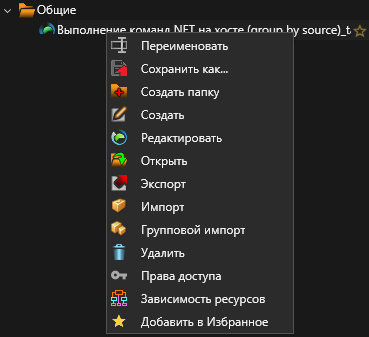 Общие
Выполнение команд NET на хосте (group by source)_t
Переименовать
Сохранить как...
Создать папку
Создать
Редактировать
Открыть
Экспорт
Импорт
Групповой импорт
Удалить
Права доступа
Зависимость ресурсов
Добавить в Избранное